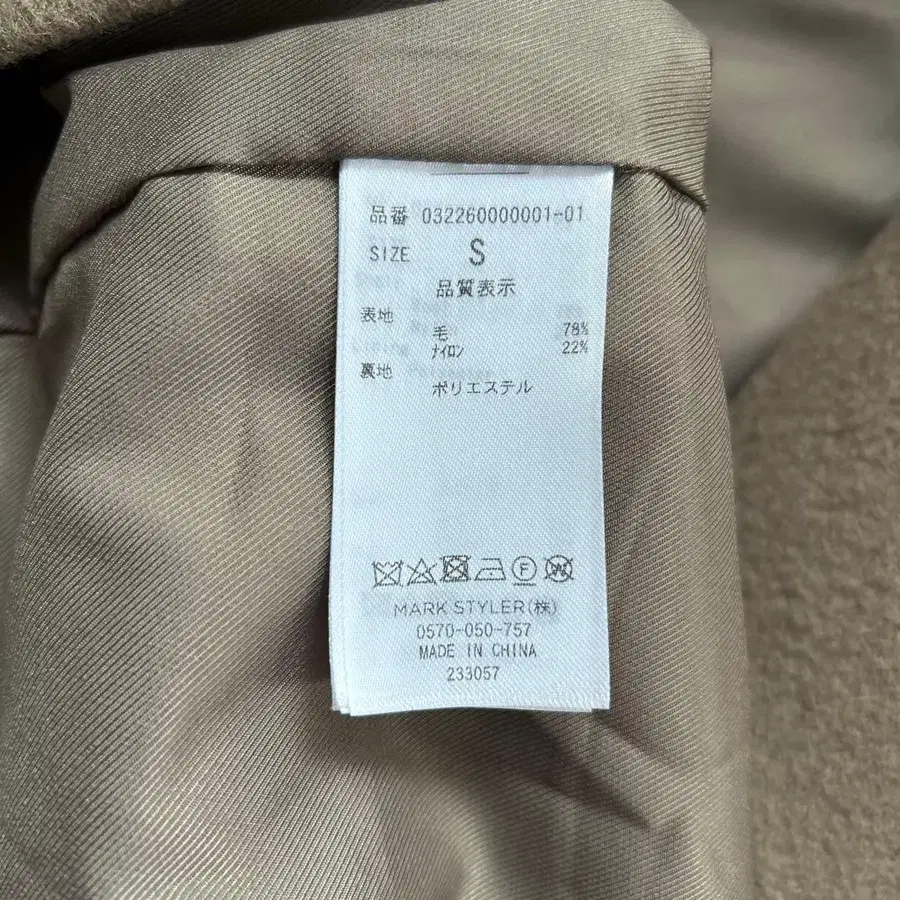 品番 032260000001-01
SIZE S
品質表示
表地
毛 78%
ﾅｲﾛﾝ 22%
裏地
ポリエステル
MARK STYLER(株)
0570-050-757
MADE IN CHINA
233057